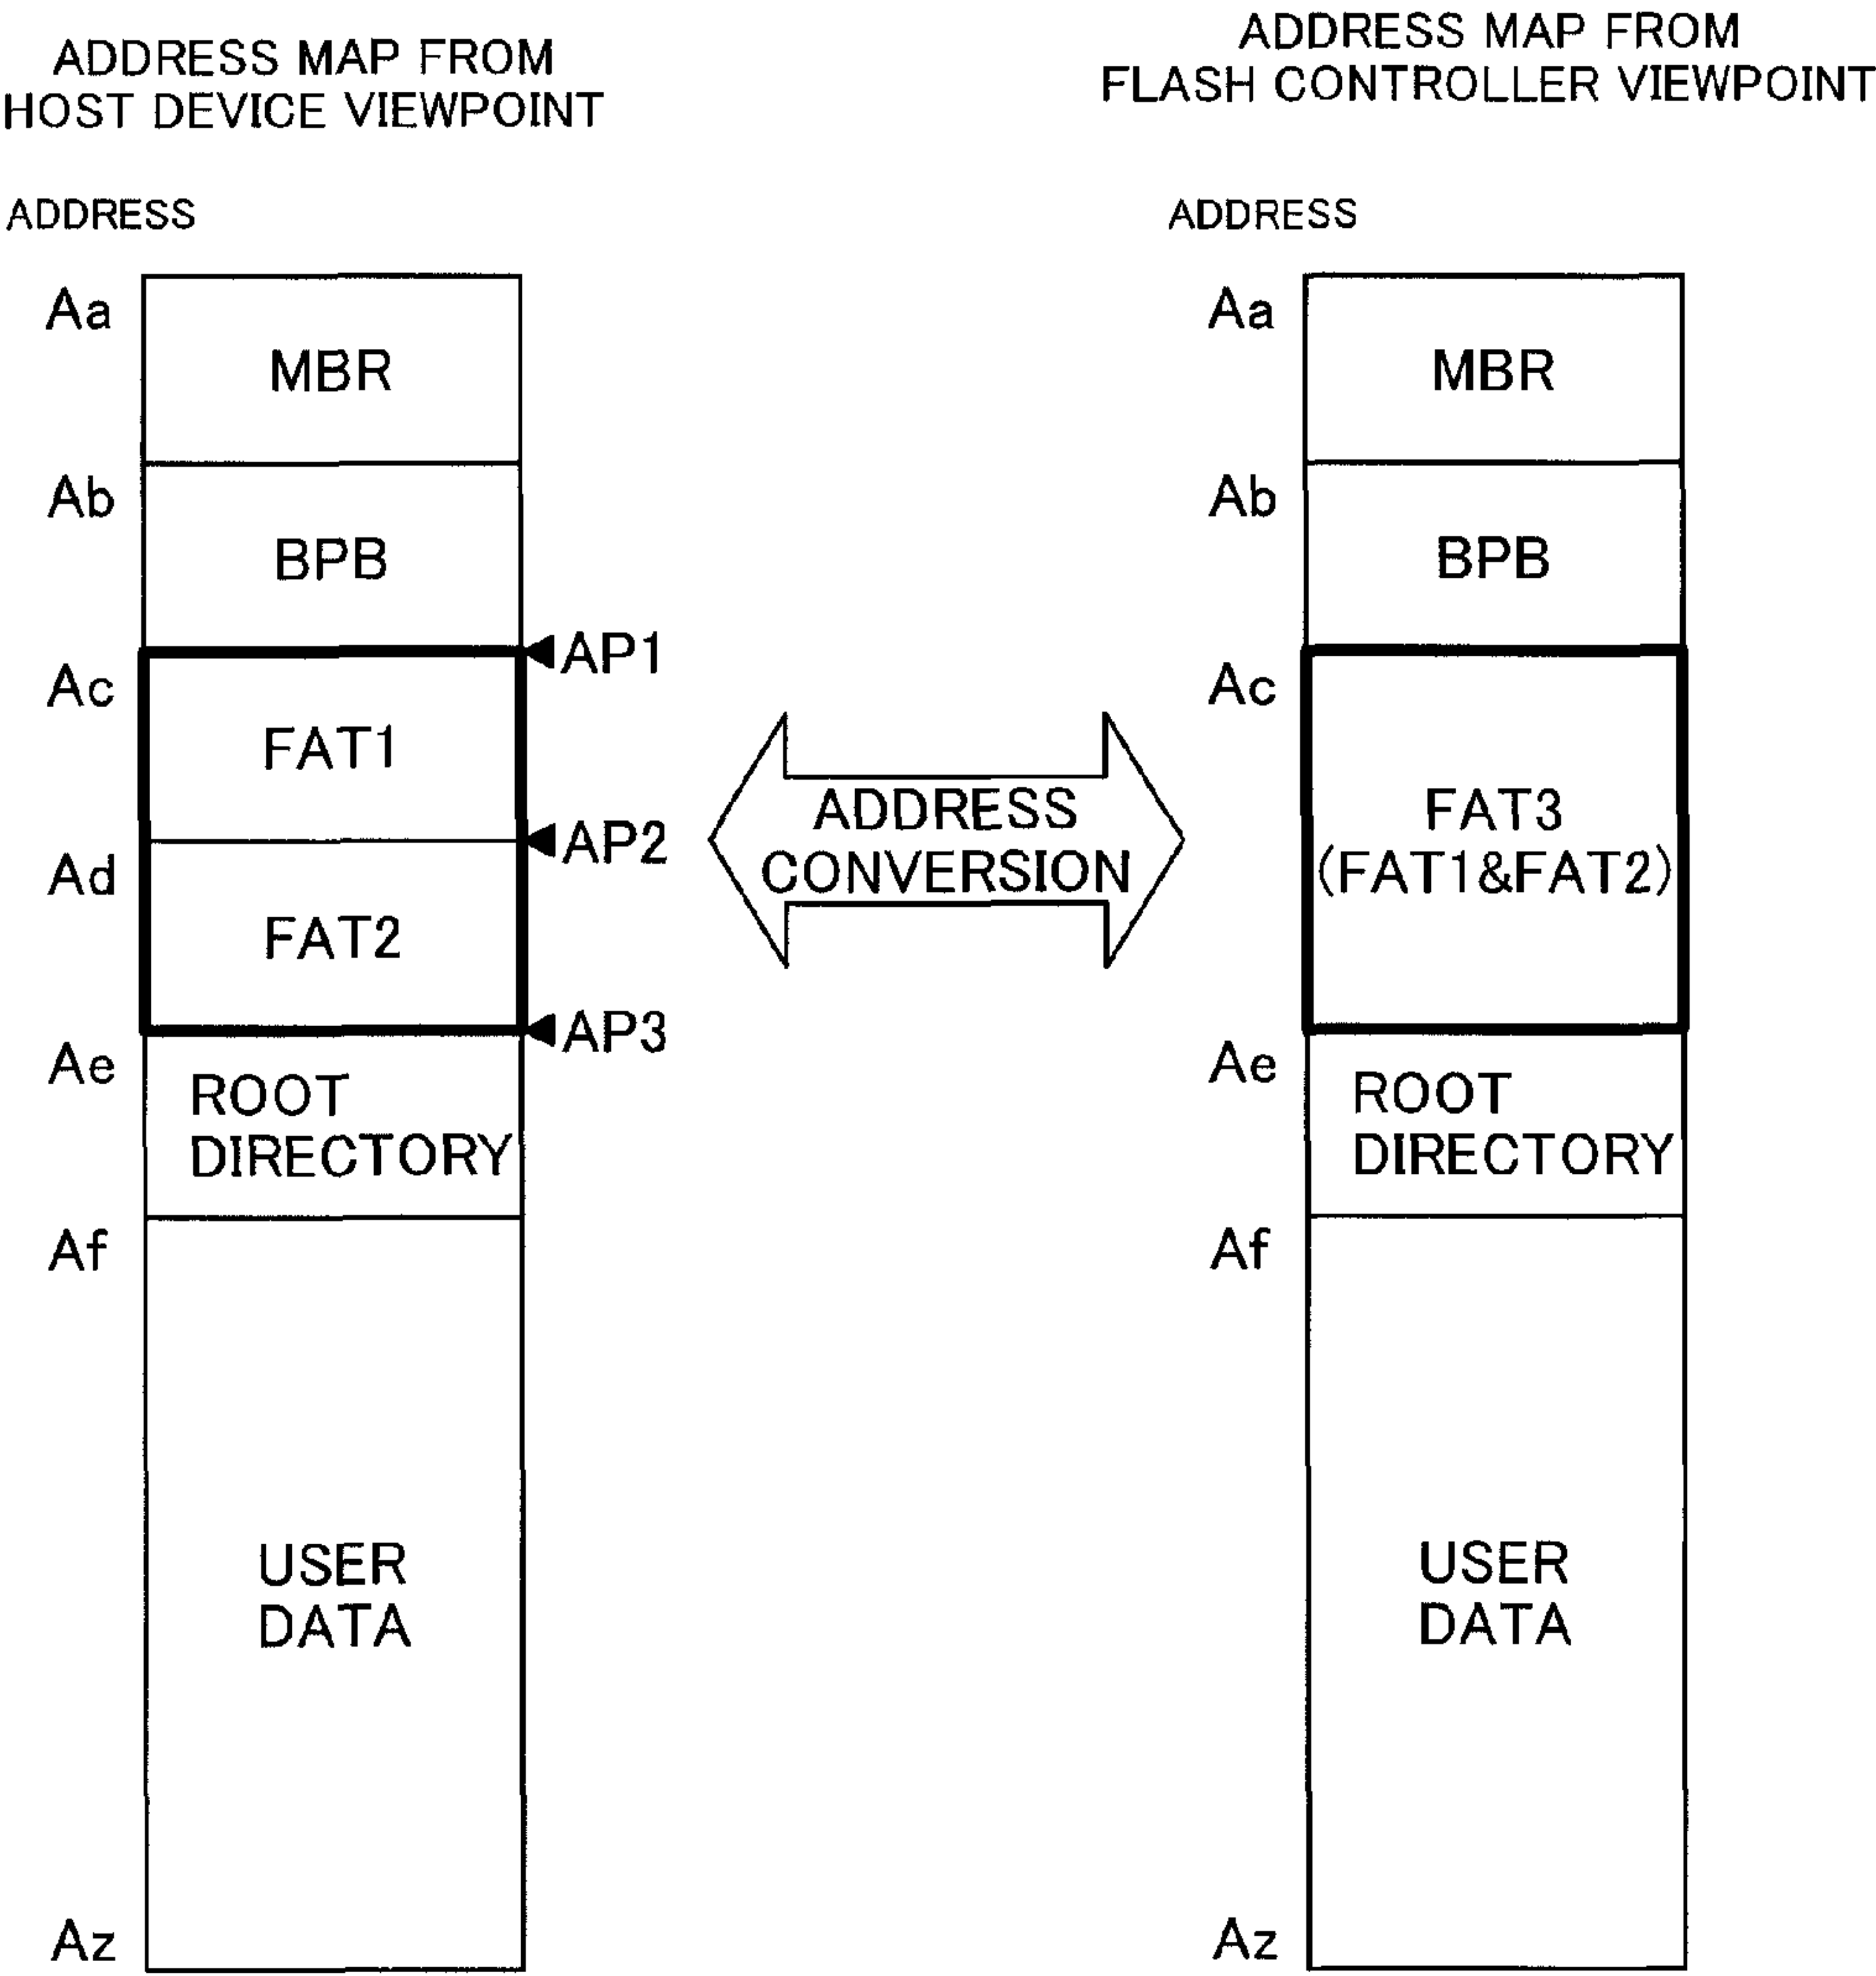 ADDRESS MAP FROM
HOST DEVICE VIEWPOINT
ADDRESS
Aa
MBR
Ab
BPB
AP1
Ac
FAT1
AP2
Ad
FAT2
AP3
Ae
ROOT
DIRECTORY
Af
USER
DATA
Az
ADDRESS
CONVERSION
ADDRESS MAP FROM
FLASH CONTROLLER VIEWPOINT
ADDRESS
Aa
MBR
Ab
BPB
Ac
FAT3
(FAT1&FAT2)
Ae
ROOT
DIRECTORY
Af
USER
DATA
Az